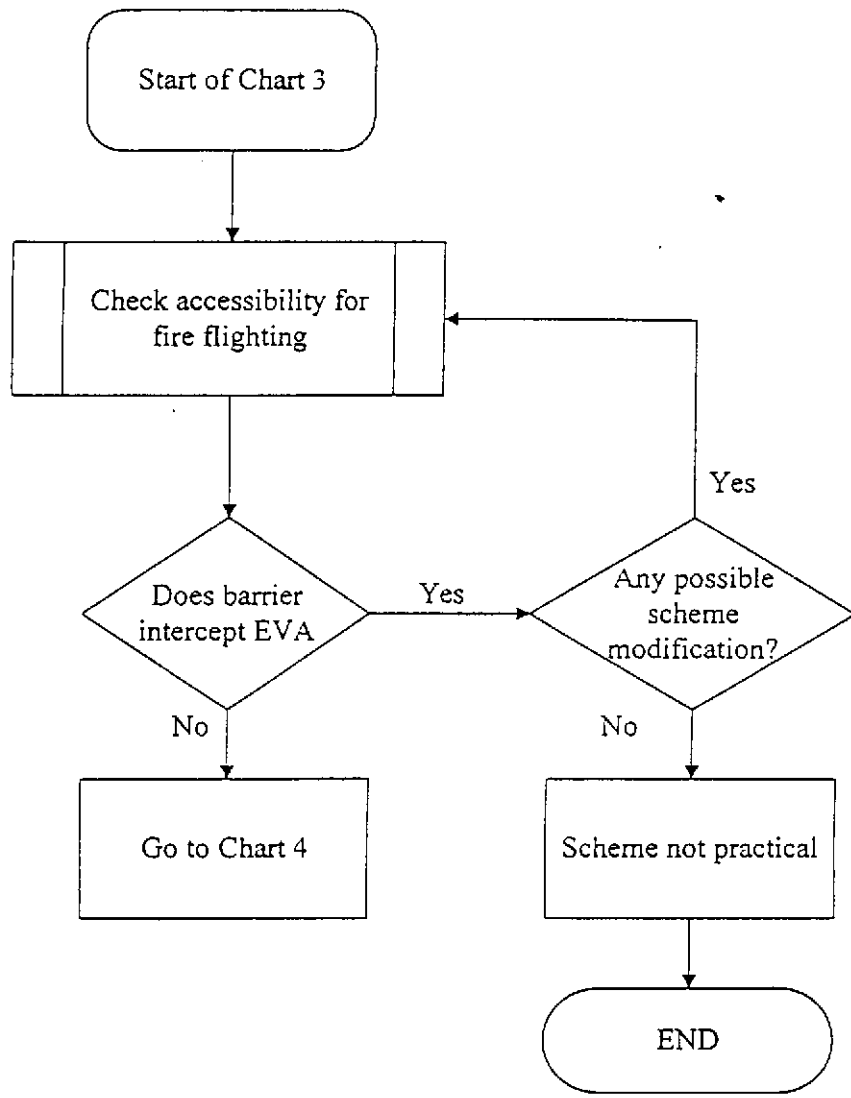 Start of Chart 3
Check accessibility for
fire flighting
Does barrier
intercept EVA
Yes
No
Any possible
scheme
modification?
Yes
No
Go to Chart 4
Scheme not practical
END